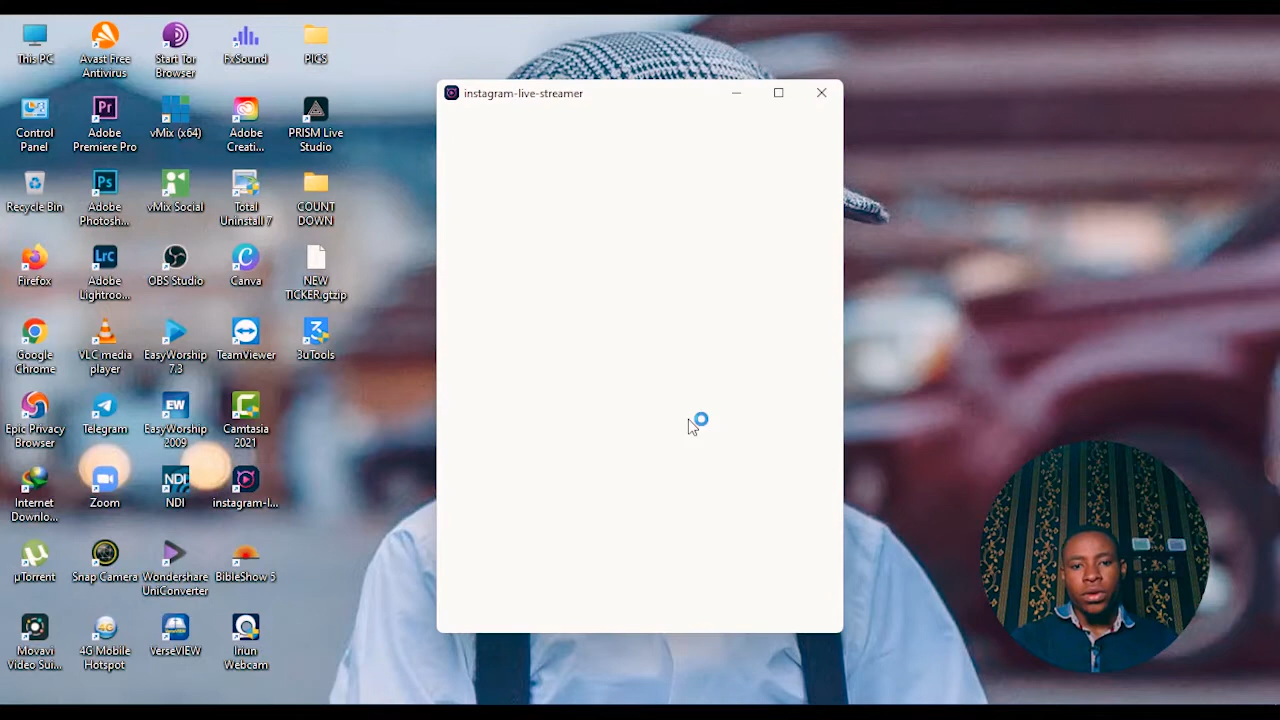 instagram-live-streamer
This PC
Avast Free
Antivirus
Start Tor
Browser
FxSound
PICS
Control
Panel
Adobe
Premiere Pro
vMix (x64)
Adobe
Creati...
PRISM Live
Studio
Recycle Bin
Adobe
Photosh...
vMix Social
Total
Uninstall 7
COUNT
DOWN
Firefox
Adobe
Lightroo...
OBS Studio
Canva
NEW
TICKER.gtzip
Google
Chrome
VLC media
player
EasyWorship
7.3
TeamViewer
3uTools
Epic Privacy
Browser
Telegram
EasyWorship
2009
Camtasia
2021
Internet
Downlo...
Zoom
NDI
instagram-l...
µTorrent
Snap Camera
Wondershare
UniConverter
BibleShow 5
Movavi
Video Sui...
4G Mobile
Hotspot
VerseVIEW
Iriun
Webcam